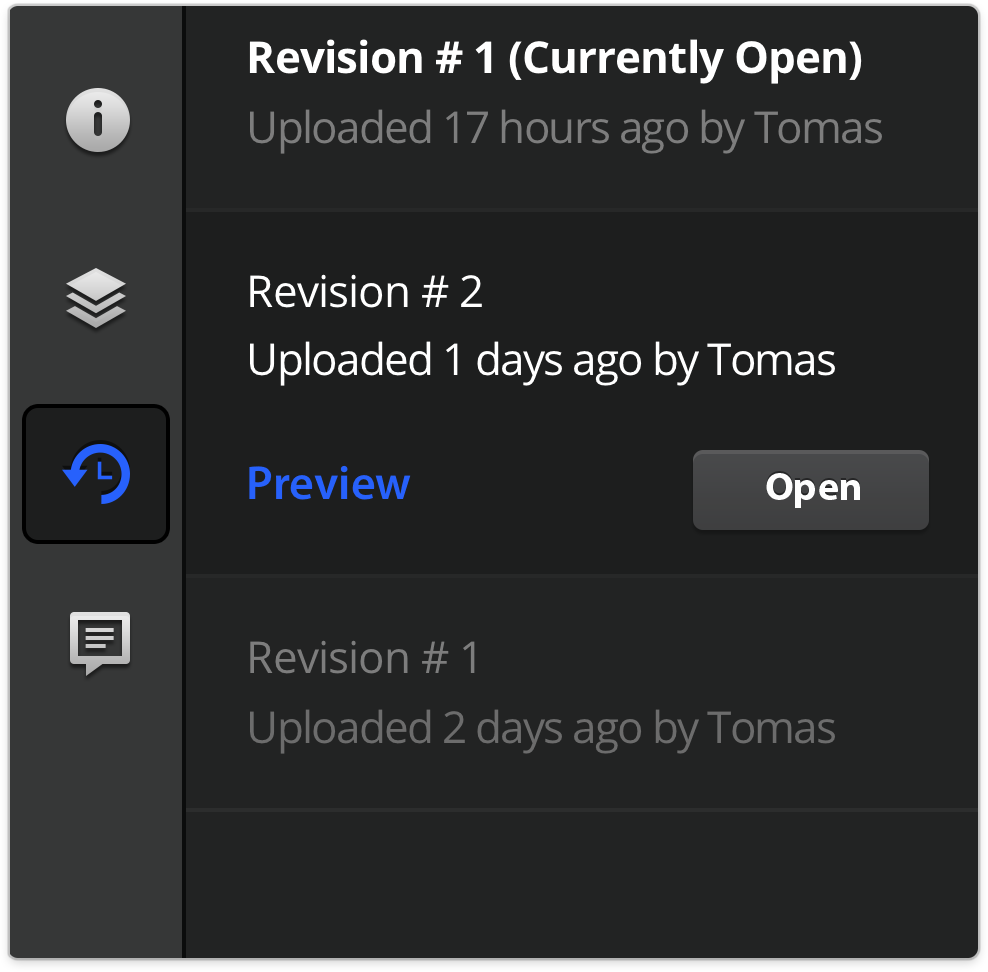 Revision # 1 (Currently Open)
Uploaded 17 hours ago by Tomas
Revision # 2
Uploaded 1 days ago by Tomas
Preview
Open
Revision # 1
Uploaded 2 days ago by Tomas